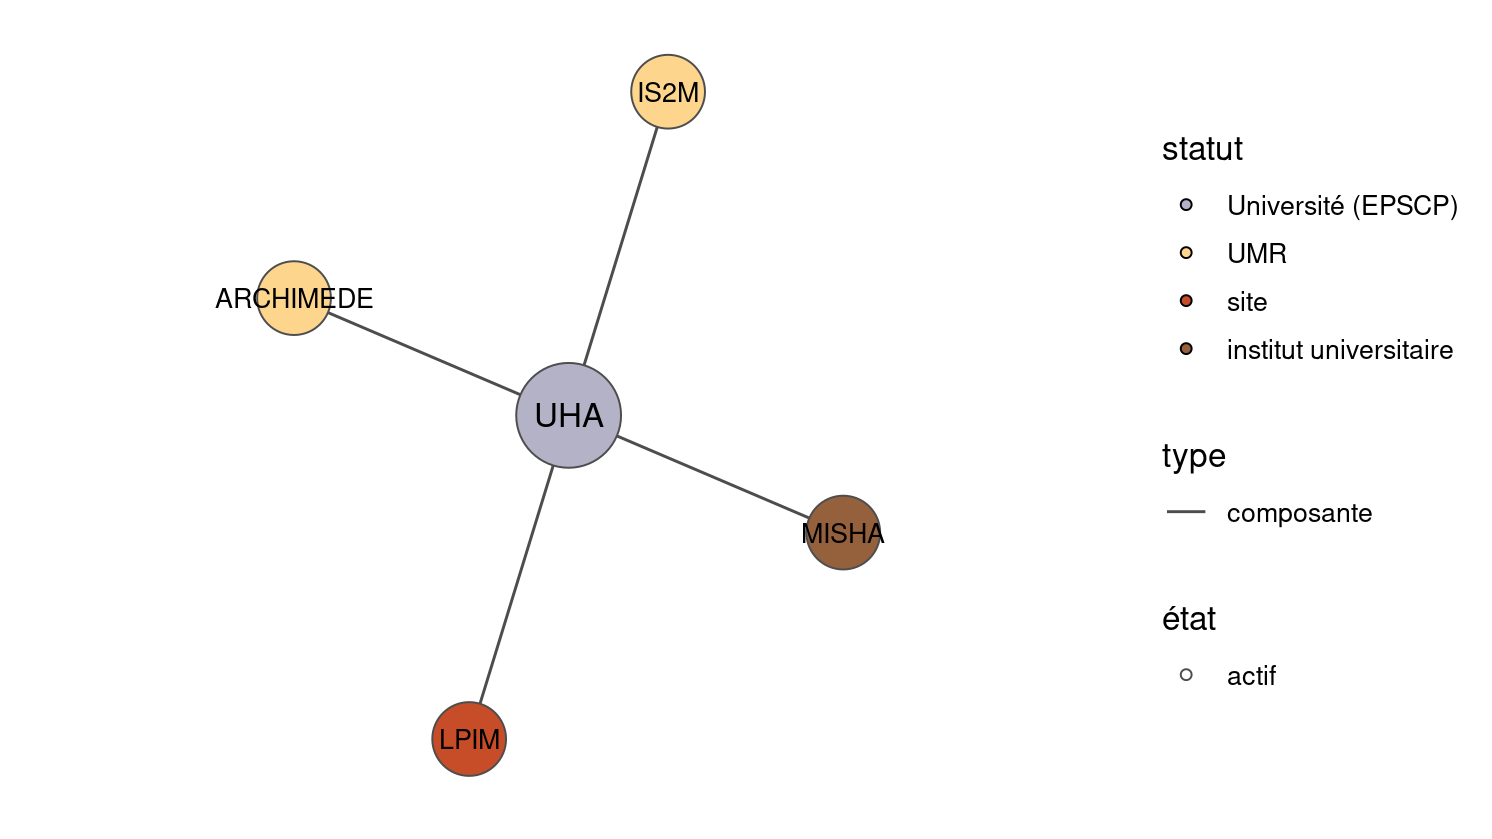 IS2M
ARCHIMEDE
UHA
MISHA
LPIM
statut
Université (EPSCP)
UMR
site
institut universitaire
type
composante
état
actif